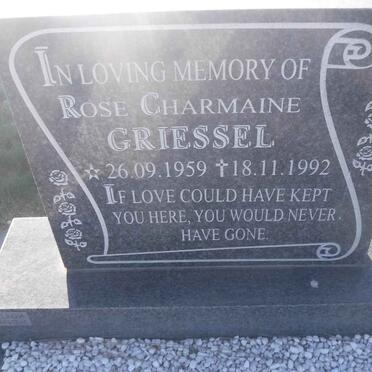 In loving memory of
Rose Charmaine
GRIESSEL
☆ 26.09.1959 ✝ 18.11.1992
If love could have kept
you here, you would never
have gone.